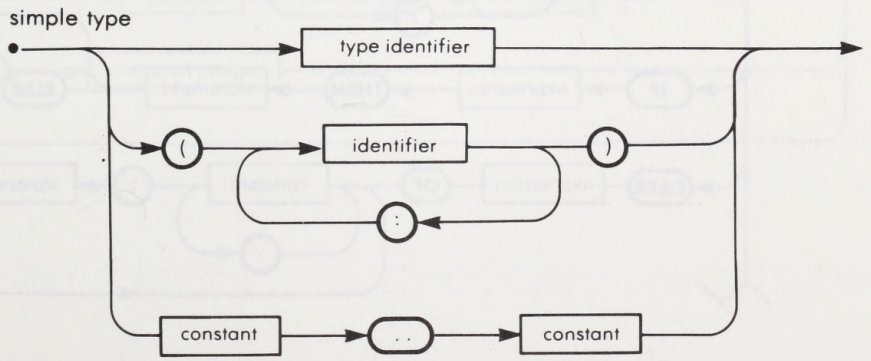 simple type
type identifier
( identifier )
:
constant .. constant